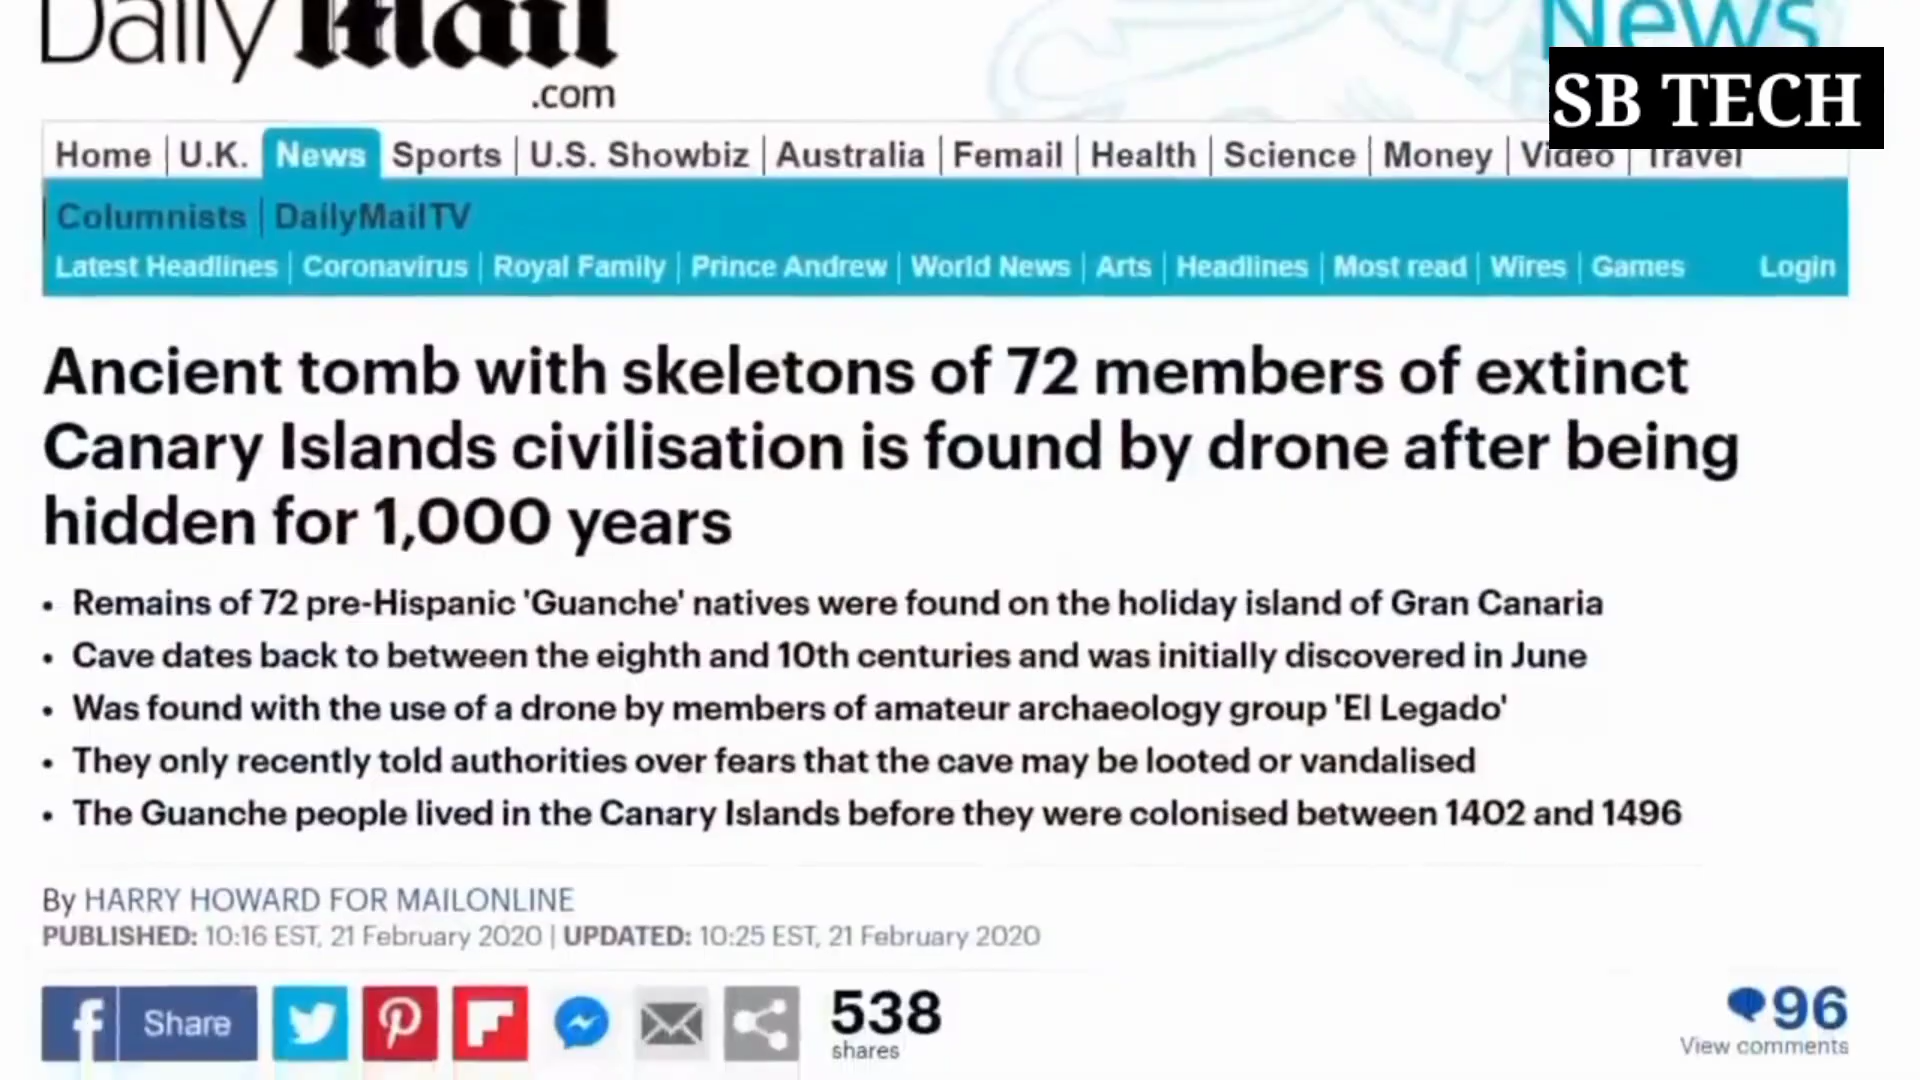 Daily Mail
.com
News
SB TECH
Home U.K. News Sports U.S. Showbiz Australia Femail Health Science Money Video Travel
Columnists DailyMailTV
Latest Headlines Coronavirus Royal Family Prince Andrew World News Arts Headlines Most read Wires Games Login
Ancient tomb with skeletons of 72 members of extinct
Canary Islands civilisation is found by drone after being
hidden for 1,000 years
• Remains of 72 pre-Hispanic 'Guanche' natives were found on the holiday island of Gran Canaria
• Cave dates back to between the eighth and 10th centuries and was initially discovered in June
• Was found with the use of a drone by members of amateur archaeology group 'El Legado'
• They only recently told authorities over fears that the cave may be looted or vandalised
• The Guanche people lived in the Canary Islands before they were colonised between 1402 and 1496
By HARRY HOWARD FOR MAILONLINE
PUBLISHED: 10:16 EST, 21 February 2020 | UPDATED: 10:25 EST, 21 February 2020
Share
538
shares
96
View comments